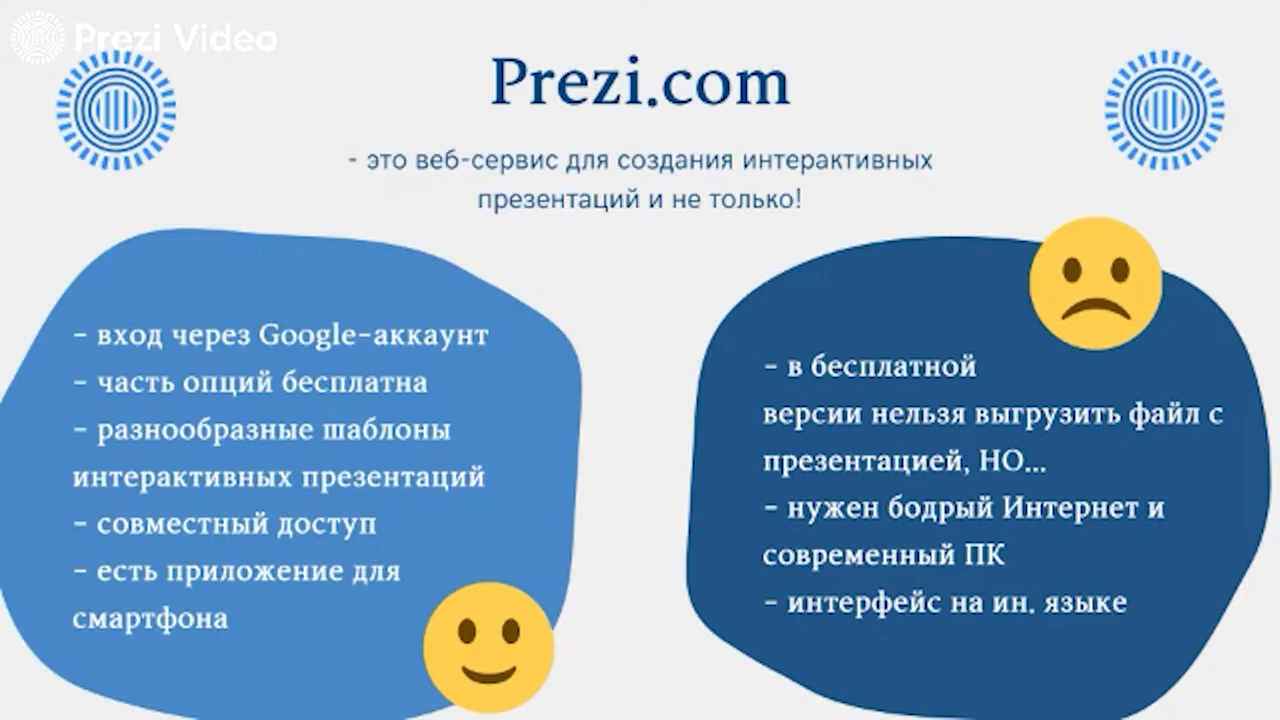 Prezi Video
Prezi.com
- это веб-сервис для создания интерактивных
презентаций и не только!
- вход через Google-аккаунт
- часть опций бесплатна
- разнообразные шаблоны
интерактивных презентаций
- совместный доступ
- есть приложение для
смартфона
- в бесплатной
версии нельзя выгрузить файл с
презентацией, НО...
- нужен бодрый Интернет и
современный ПК
- интерфейс на ин. языке